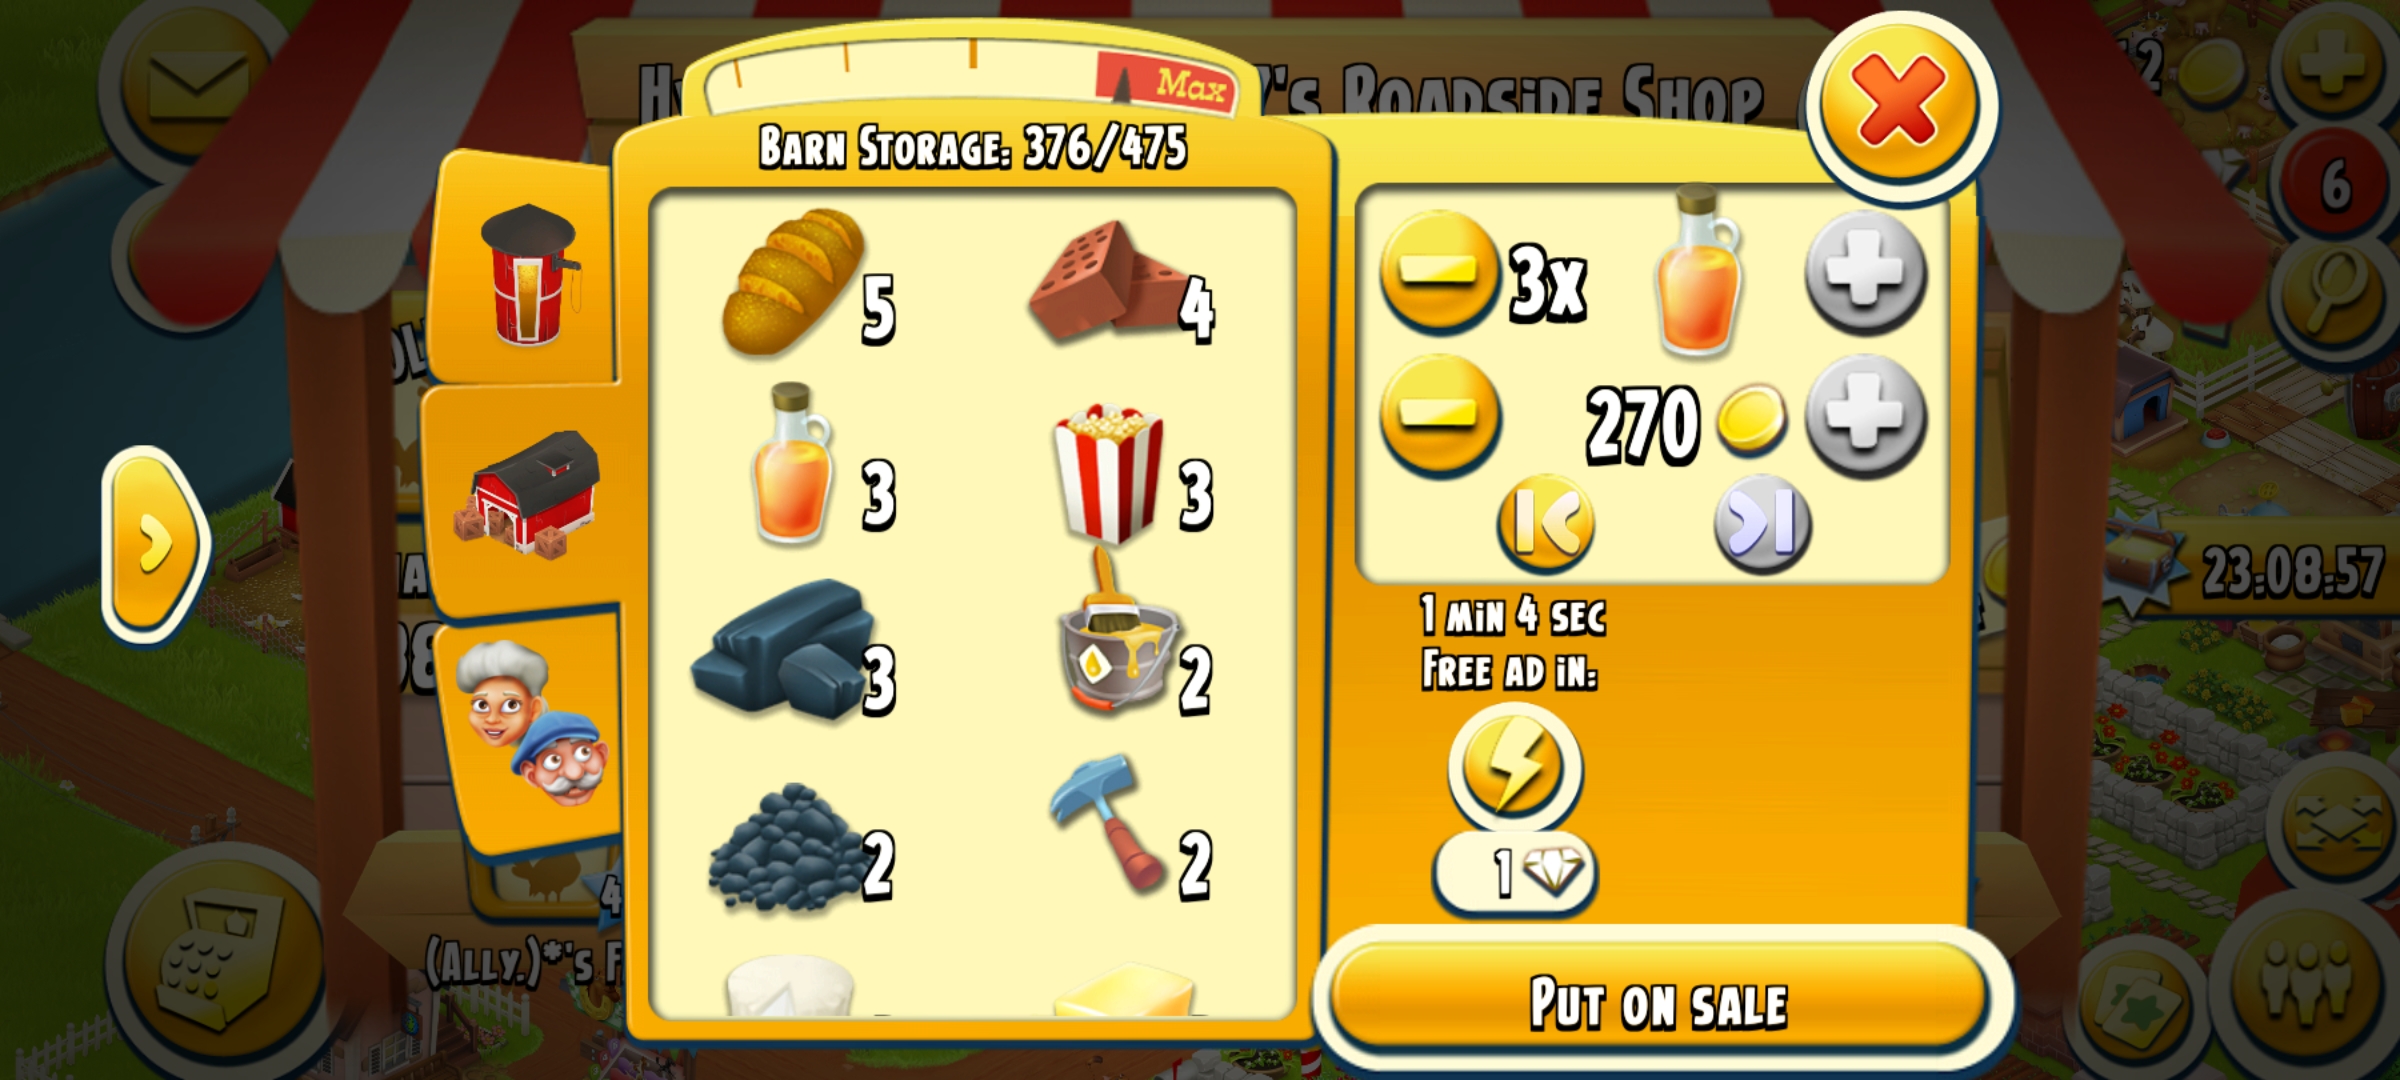 Max
'S ROADSIDE SHOP
BARN STORAGE: 376/475
5
4
3x
6
270
3
3
23:08:57
1 MIN 4 SEC
FREE AD IN:
3
2
2
2
1
(ALLY.)*'S
PUT ON SALE